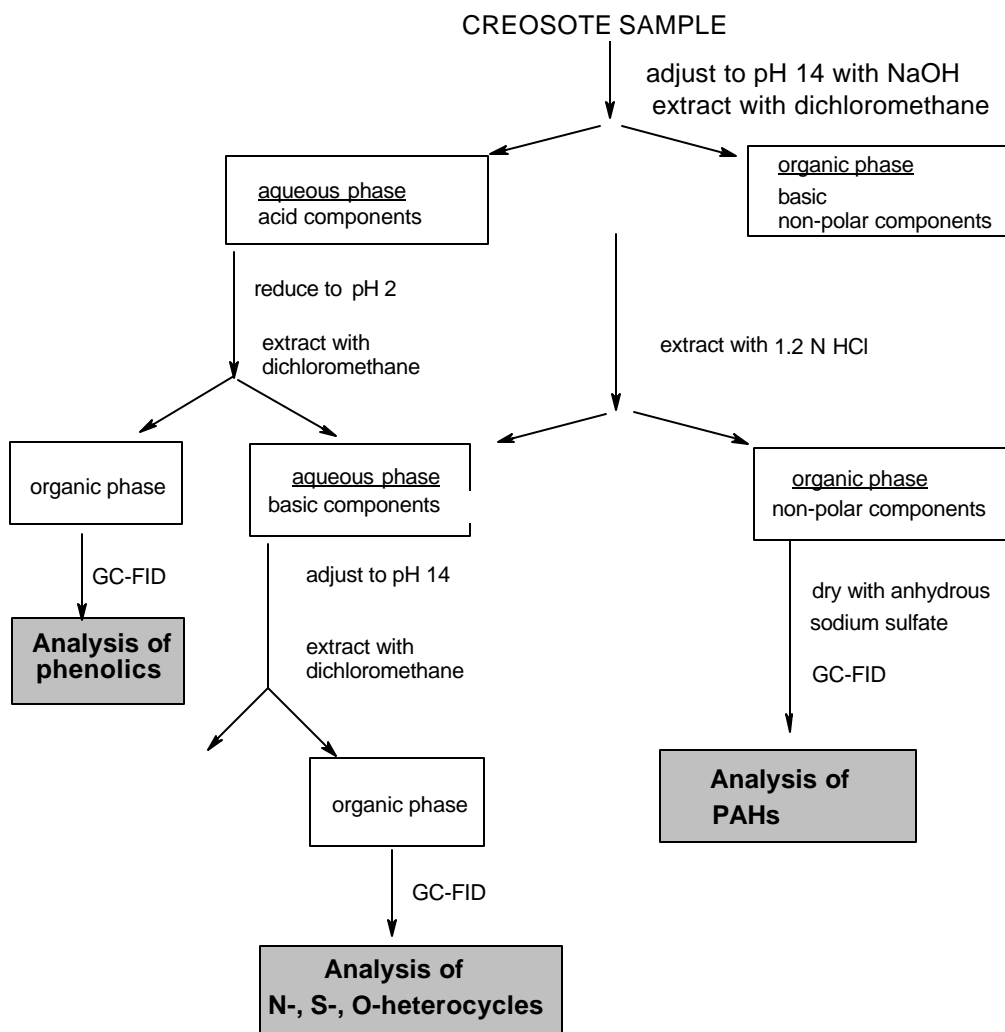 CREOSOTE SAMPLE
adjust to pH 14 with NaOH
extract with dichloromethane
aqueous phase
acid components
organic phase
basic
non-polar components
reduce to pH 2
extract with
dichloromethane
extract with 1.2 N HCl
organic phase
aqueous phase
basic components
organic phase
non-polar components
GC-FID
adjust to pH 14
dry with anhydrous
sodium sulfate
Analysis of
phenolics
extract with
dichloromethane
GC-FID
organic phase
Analysis of
PAHs
GC-FID
Analysis of
N-, S-, O-heterocycles